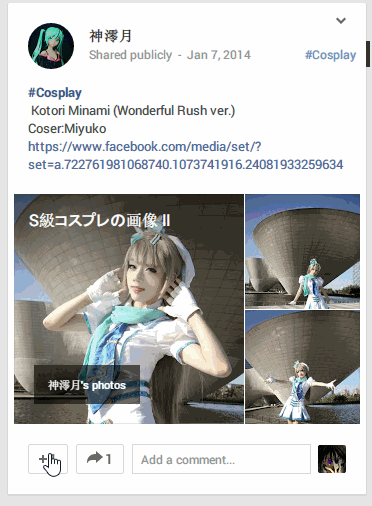 神澪月
Shared publicly - Jan 7, 2014
#Cosplay
#Cosplay
Kotori Minami (Wonderful Rush ver.)
Coser:Miyuko
https://www.facebook.com/media/set/?
set=a.722761981068740.1073741916.24081933259634
S級コスプレの画像 II
神澪月's photos
1
Add a comment...